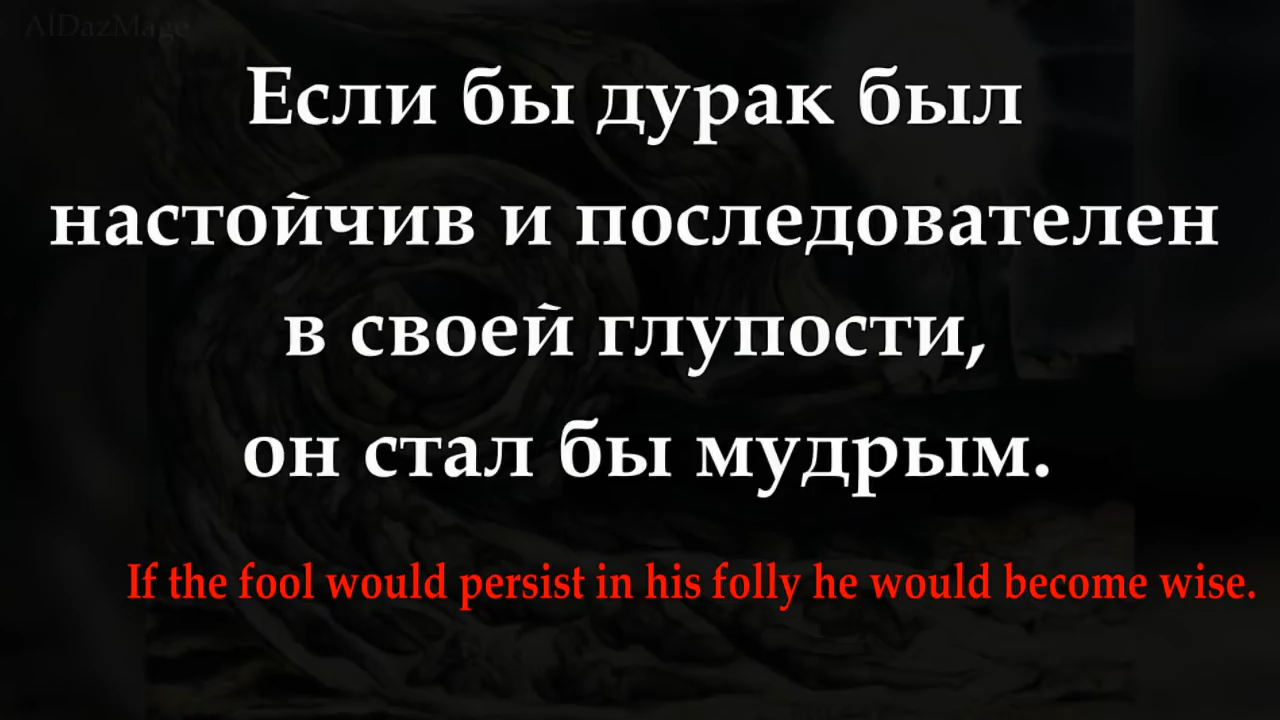 AlDazMage
Если бы дурак был
настойчив и последователен
в своей глупости,
он стал бы мудрым.
If the fool would persist in his folly he would become wise.